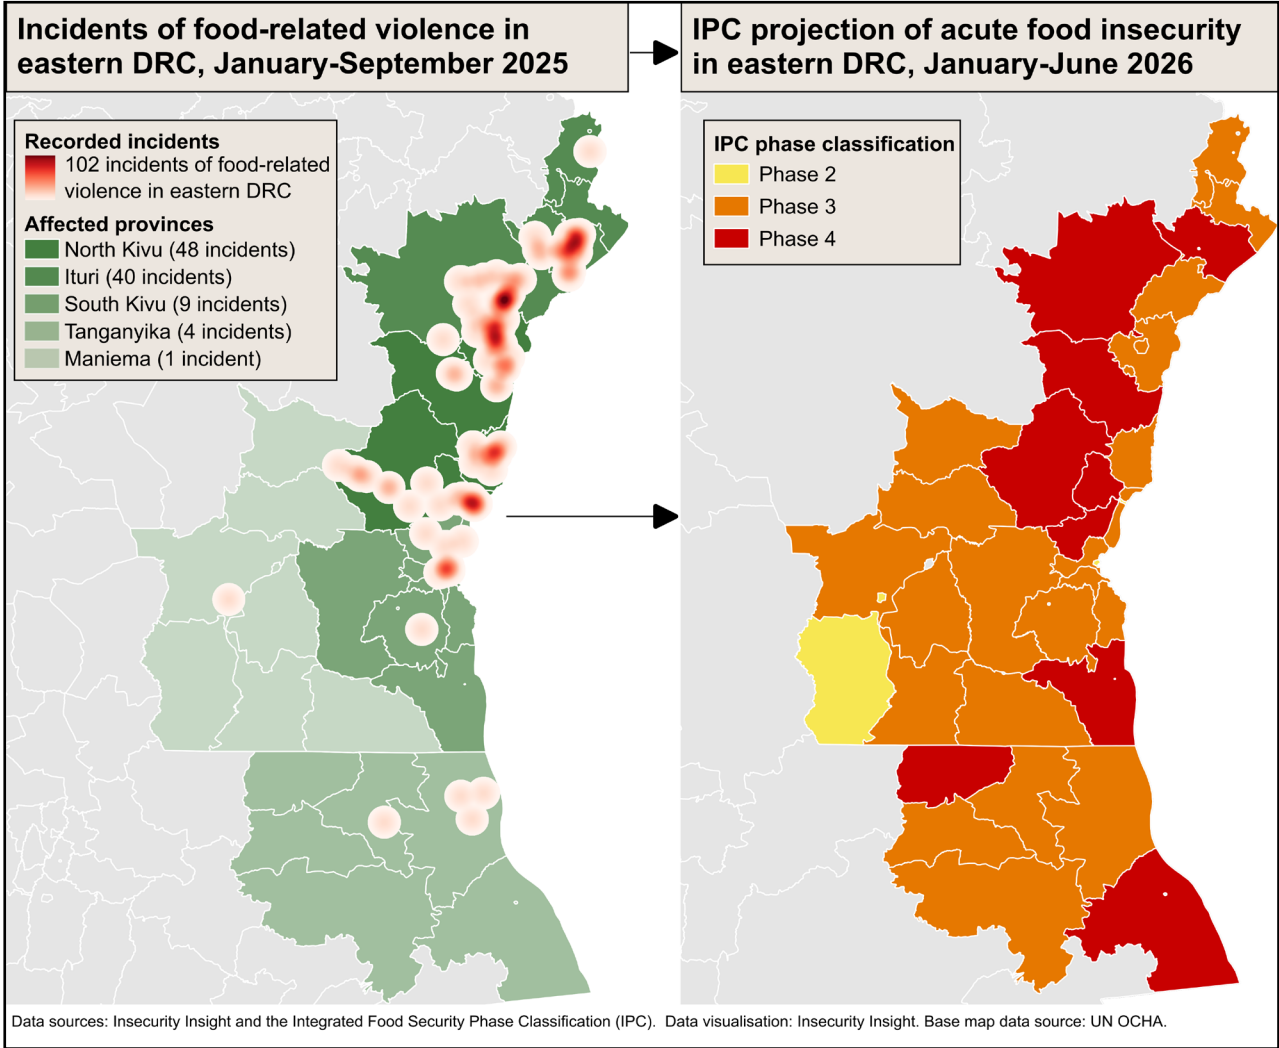 Incidents of food-related violence in
eastern DRC, January-September 2025
IPC projection of acute food insecurity
in eastern DRC, January-June 2026
Recorded incidents
102 incidents of food-related
violence in eastern DRC
Affected provinces
North Kivu (48 incidents)
Ituri (40 incidents)
South Kivu (9 incidents)
Tanganyika (4 incidents)
Maniema (1 incident)
IPC phase classification
Phase 2
Phase 3
Phase 4
Data sources: Insecurity Insight and the Integrated Food Security Phase Classification (IPC).  Data visualisation: Insecurity Insight. Base map data source: UN OCHA.